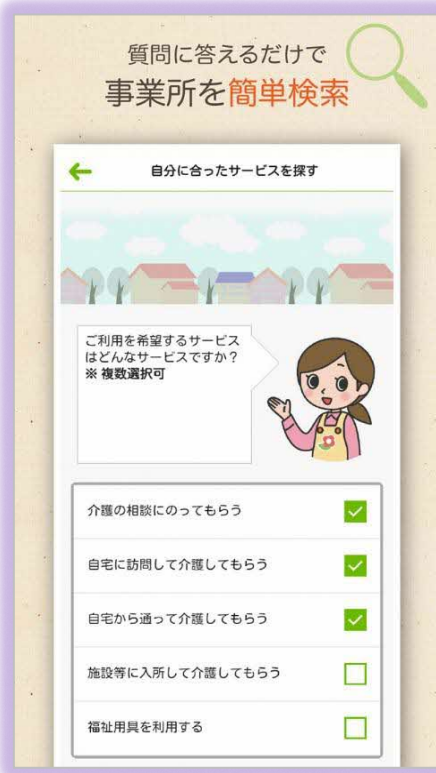 質問に答えるだけで
事業所を簡単検索
自分に合ったサービスを探す
ご利用を希望するサービス
はどんなサービスですか？
※ 複数選択可
介護の相談にのってもらう
自宅に訪問して介護してもらう
自宅から通って介護してもらう
施設等に入所して介護してもらう
福祉用具を利用する